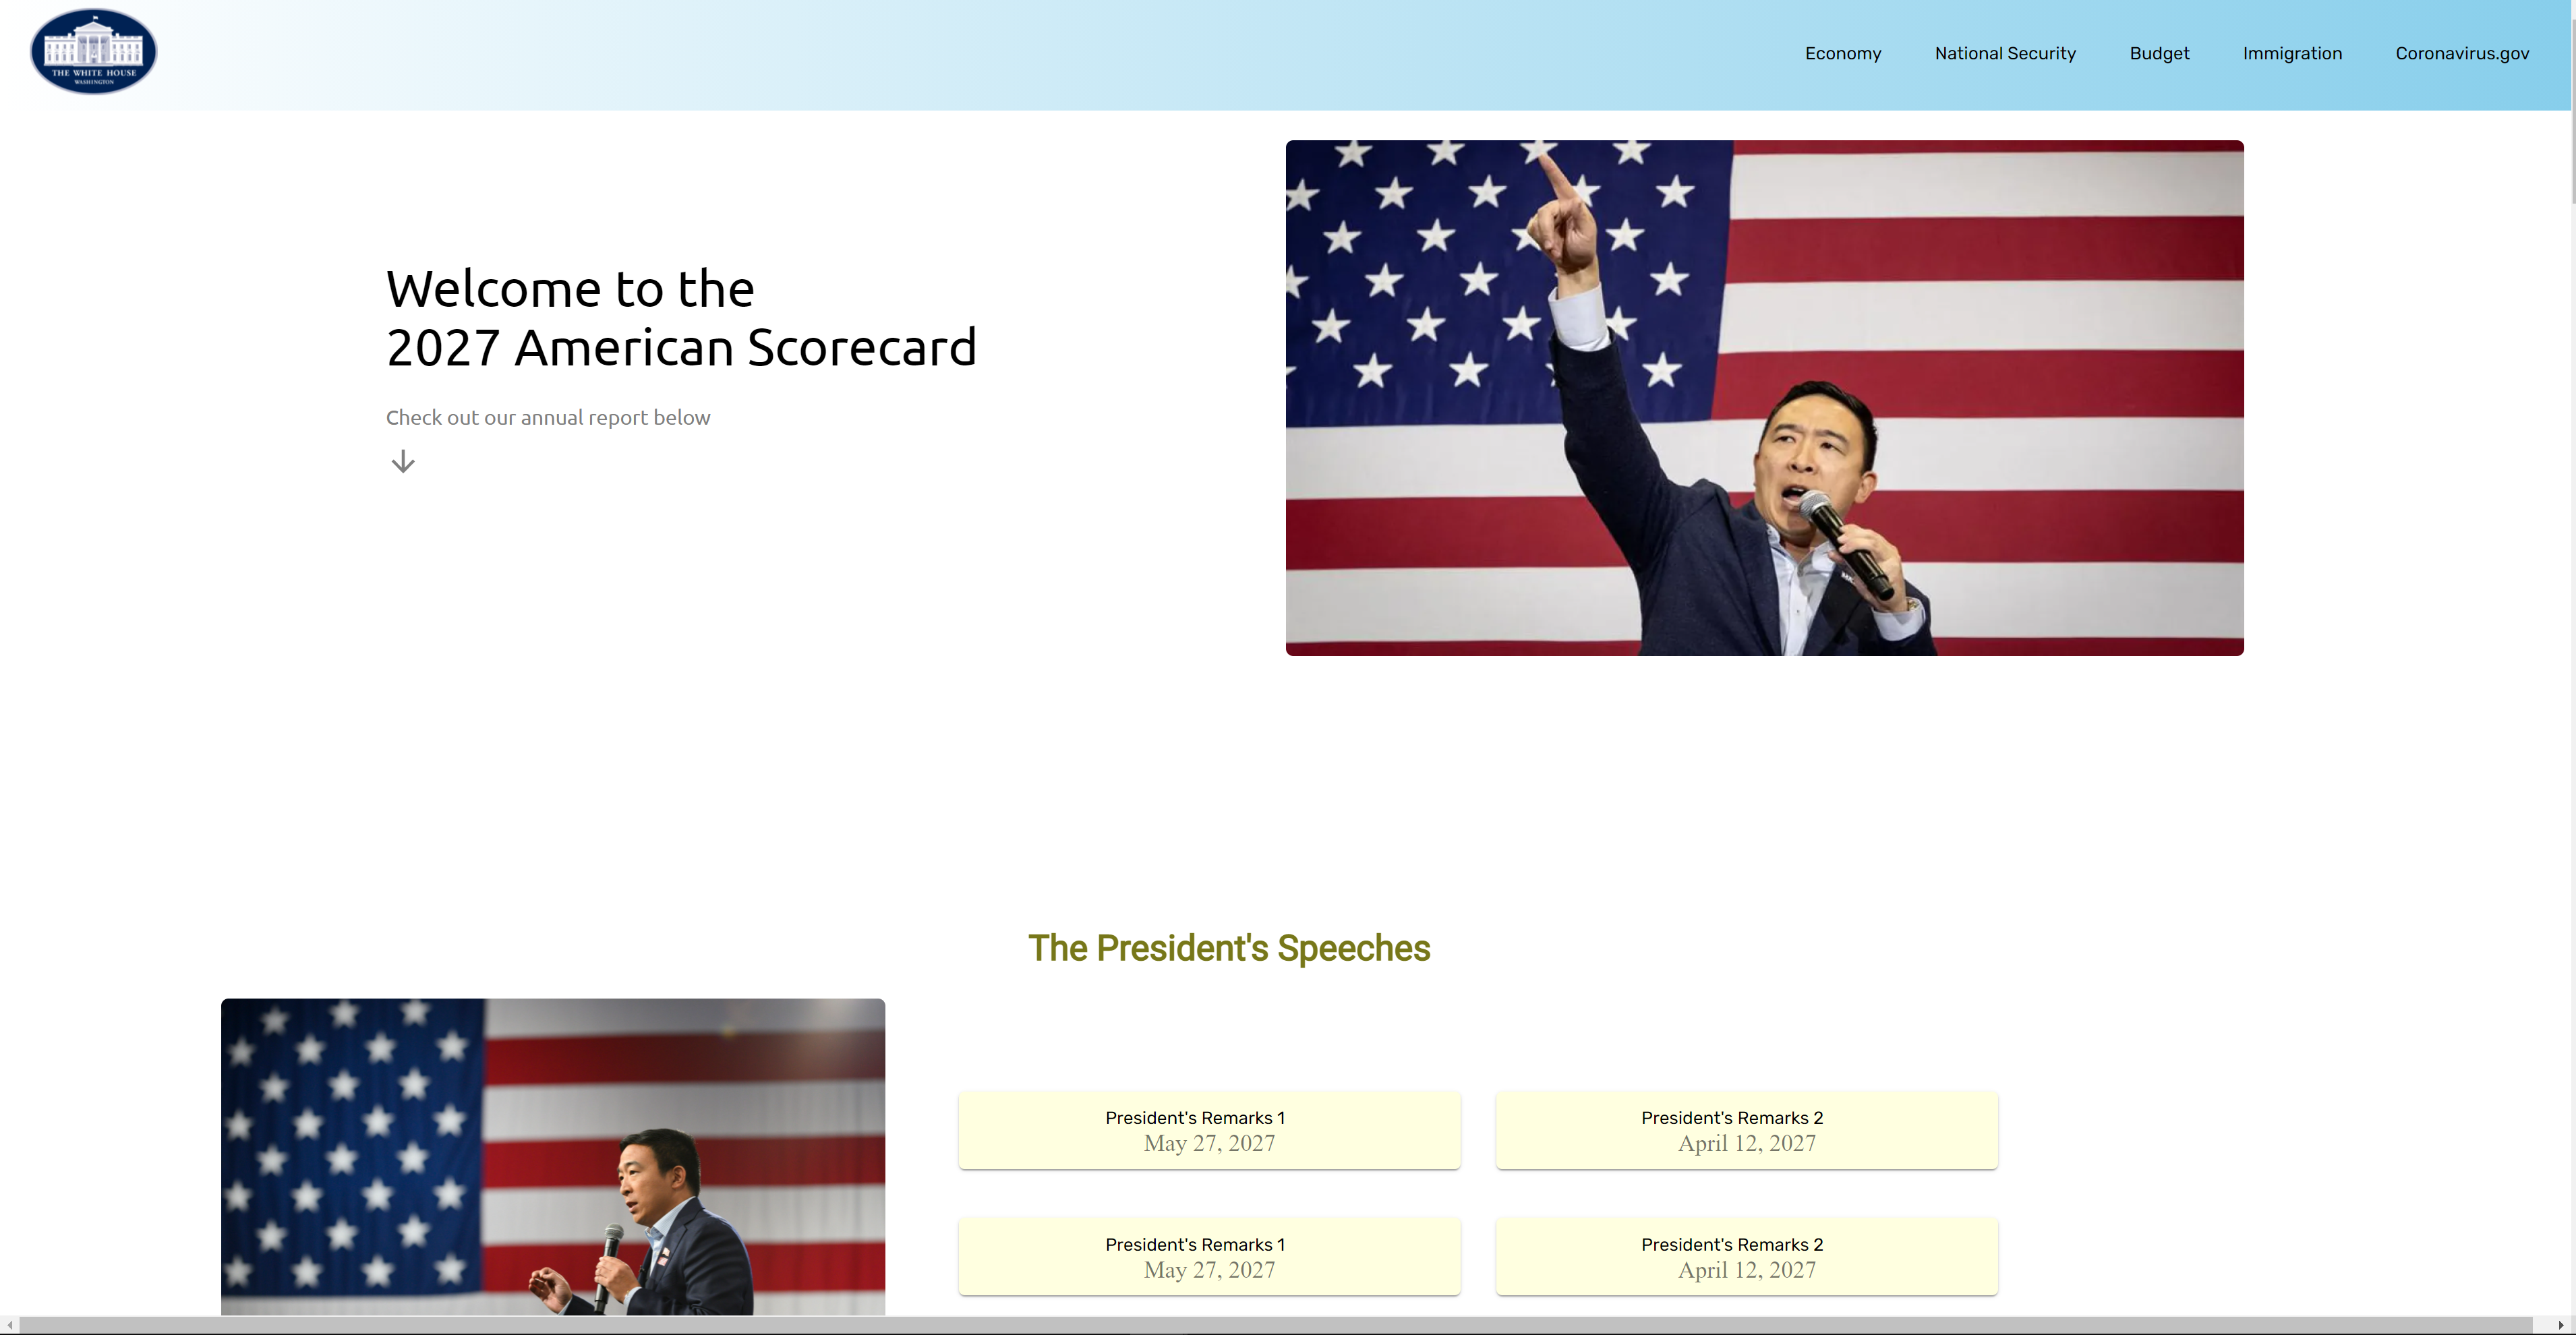 THE WHITE HOUSE
WASHINGTON
Economy
National Security
Budget
Immigration
Coronavirus.gov
Welcome to the
2027 American Scorecard
Check out our annual report below
The President's Speeches
President's Remarks 1
May 27, 2027
President's Remarks 2
April 12, 2027
President's Remarks 1
May 27, 2027
President's Remarks 2
April 12, 2027